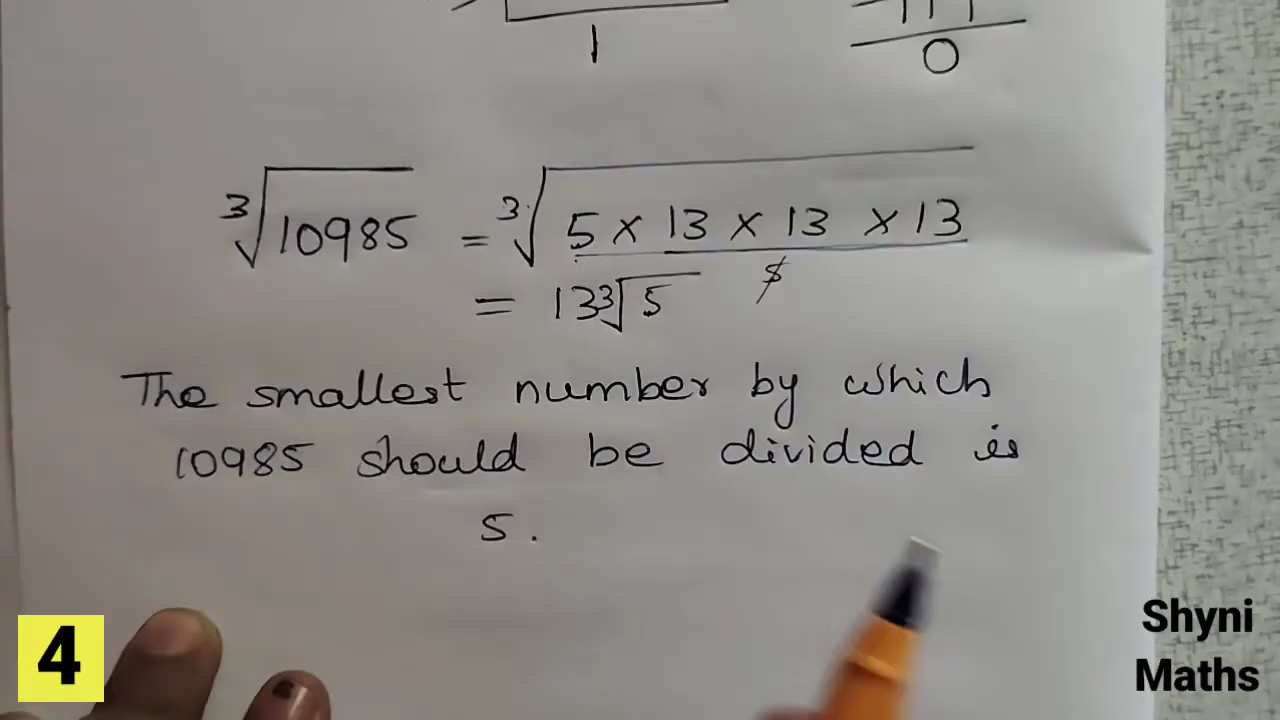 1
0
∛10985 = ∛5 × 13 × 13 × 13
= 13∛5
The smallest number by which
10985 should be divided is
5.
4
Shyni
Maths